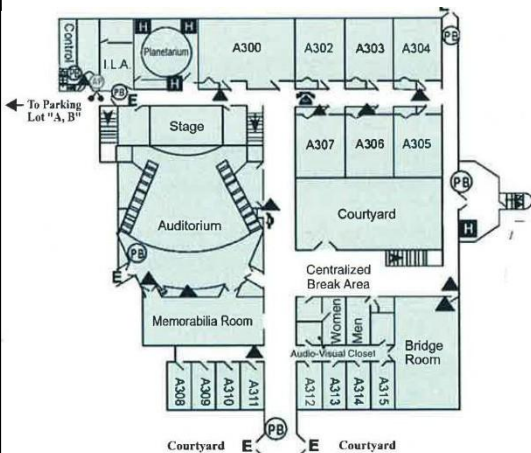 E
PB
H
Control
I.L.A.
Planetarium
H
H
A300
A302
A303
A304
PB
AP
PB
E
To Parking
Lot "A, B"
Stage
A307
A306
A305
PB
Auditorium
Courtyard
H
PB
E
Centralized
Break Area
Memorabilia Room
Women
Men
Audio-Visual Closet
Bridge
Room
A308
A309
A310
A311
A312
A313
A314
A315
PB
Courtyard
E
E
Courtyard